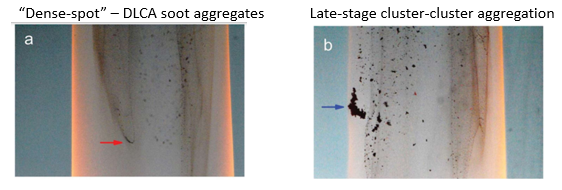 "Dense-spot" – DLCA soot aggregates
Late-stage cluster-cluster aggregation
a
b